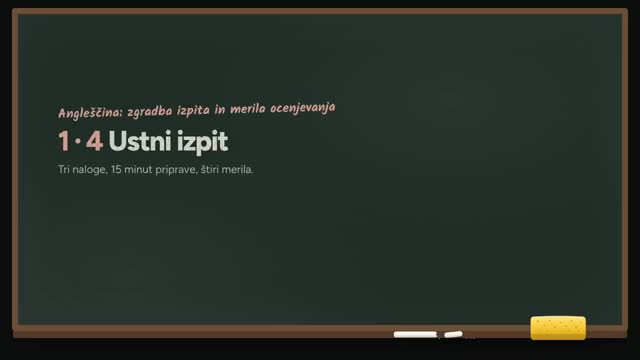 Angleščina: zgradba izpita in merila ocenjevanja
1·4 Ustni izpit
Tri naloge, 15 minut priprave, štiri merila.